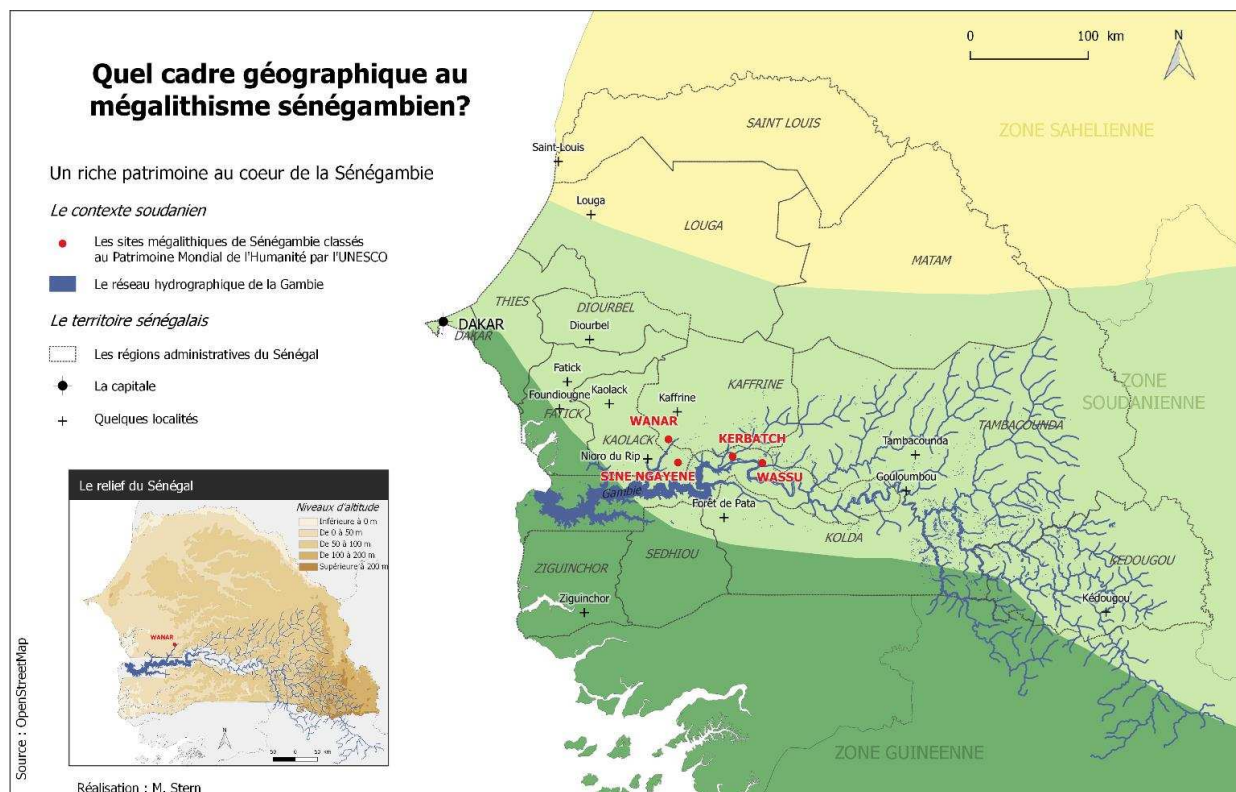 Quel cadre géographique au
mégalithisme sénégambien?
Un riche patrimoine au coeur de la Sénégambie
Le contexte soudanien
Les sites mégalithiques de Sénégambie classés
au Patrimoine Mondial de l'Humanité par l'UNESCO
Le réseau hydrographique de la Gambie
Le territoire sénégalais
Les régions administratives du Sénégal
La capitale
Quelques localités
Le relief du Sénégal
Niveaux d'altitude
Inférieure à 0 m
De 0 à 50 m
De 50 à 100 m
De 100 à 200 m
Supérieure à 200 m
WANAR
N
50 0 50 km
Source : OpenStreetMap
Réalisation : M. Stern
0 100 km
N
ZONE SAHELIENNE
SAINT LOUIS
Saint-Louis
Louga
LOUGA
MATAM
THIES
DIOURBEL
Diourbel
DAKAR
DAKAR
ZONE
SOUDANIENNE
Fatick
Foundiougne
FATICK
Kaolack
Kaffrine
KAFFRINE
WANAR
KAOLACK
KERBATCH
TAMBACOUNDA
Tambacounda
Nioro du Rip
SINE-NGAYENE
WASSU
Gouloumbou
Gambie
Forêt de Pata
KOLDA
SEDHIOU
ZIGUINCHOR
Ziguinchor
KEDOUGOU
Kédougou
ZONE GUINEENNE